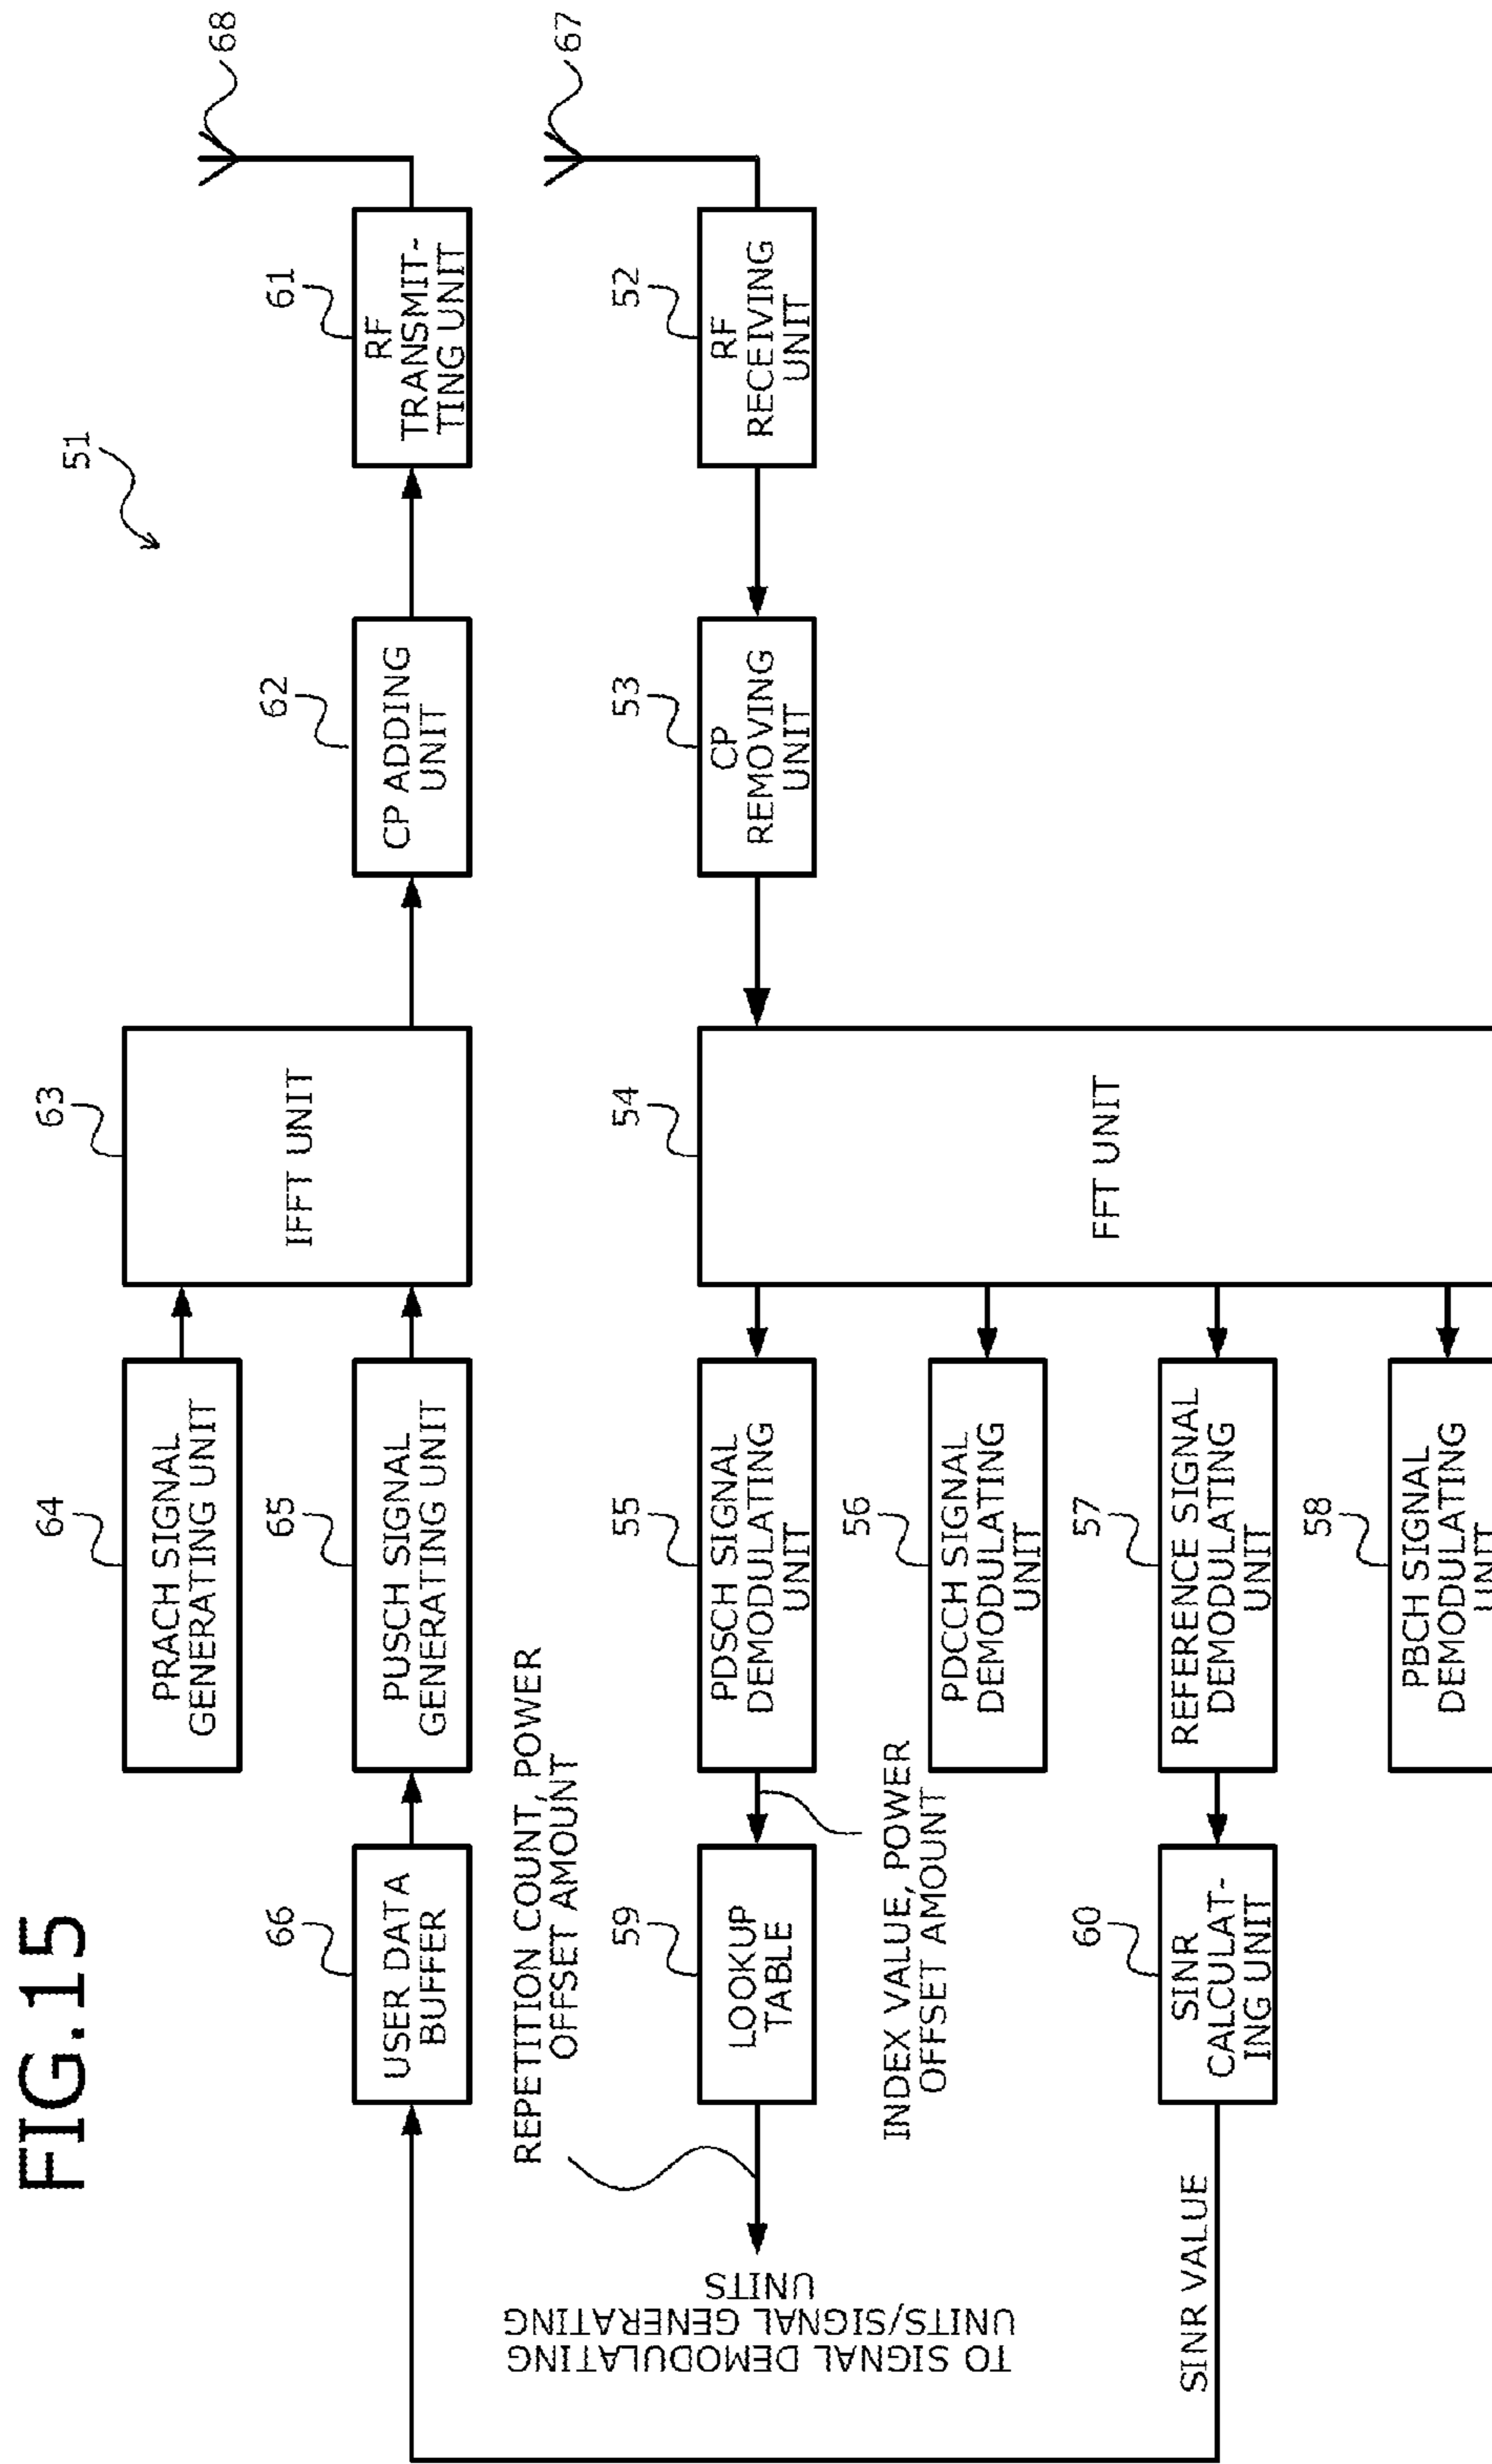 FIG.15
51
66
USER DATA
BUFFER
64
PRACH SIGNAL
GENERATING UNIT
65
PUSCH SIGNAL
GENERATING UNIT
63
IFFT UNIT
62
CP ADDING
UNIT
61
RF
TRANSMIT-
TING UNIT
68
REPETITION COUNT, POWER
OFFSET AMOUNT
TO SIGNAL DEMODULATING
UNITS/SIGNAL GENERATING
UNITS
59
LOOKUP
TABLE
INDEX VALUE, POWER
OFFSET AMOUNT
55
PDSCH SIGNAL
DEMODULATING
UNIT
54
FFT UNIT
53
CP
REMOVING
UNIT
52
RF
RECEIVING
UNIT
67
56
PDCCH SIGNAL
DEMODULATING
UNIT
SINR VALUE
60
SINR
CALCULAT-
ING UNIT
57
REFERENCE SIGNAL
DEMODULATING
UNIT
58
PBCH SIGNAL
DEMODULATING
UNIT